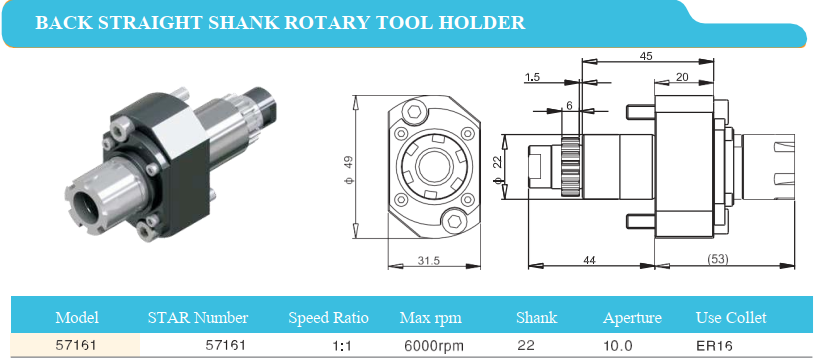 BACK STRAIGHT SHANK ROTARY TOOL HOLDER
45
1.5
20
6
ϕ 49
ϕ 22
31.5
44
(53)
Model STAR Number Speed Ratio Max rpm Shank Aperture Use Collet
57161 57161 1:1 6000rpm 22 10.0 ER16